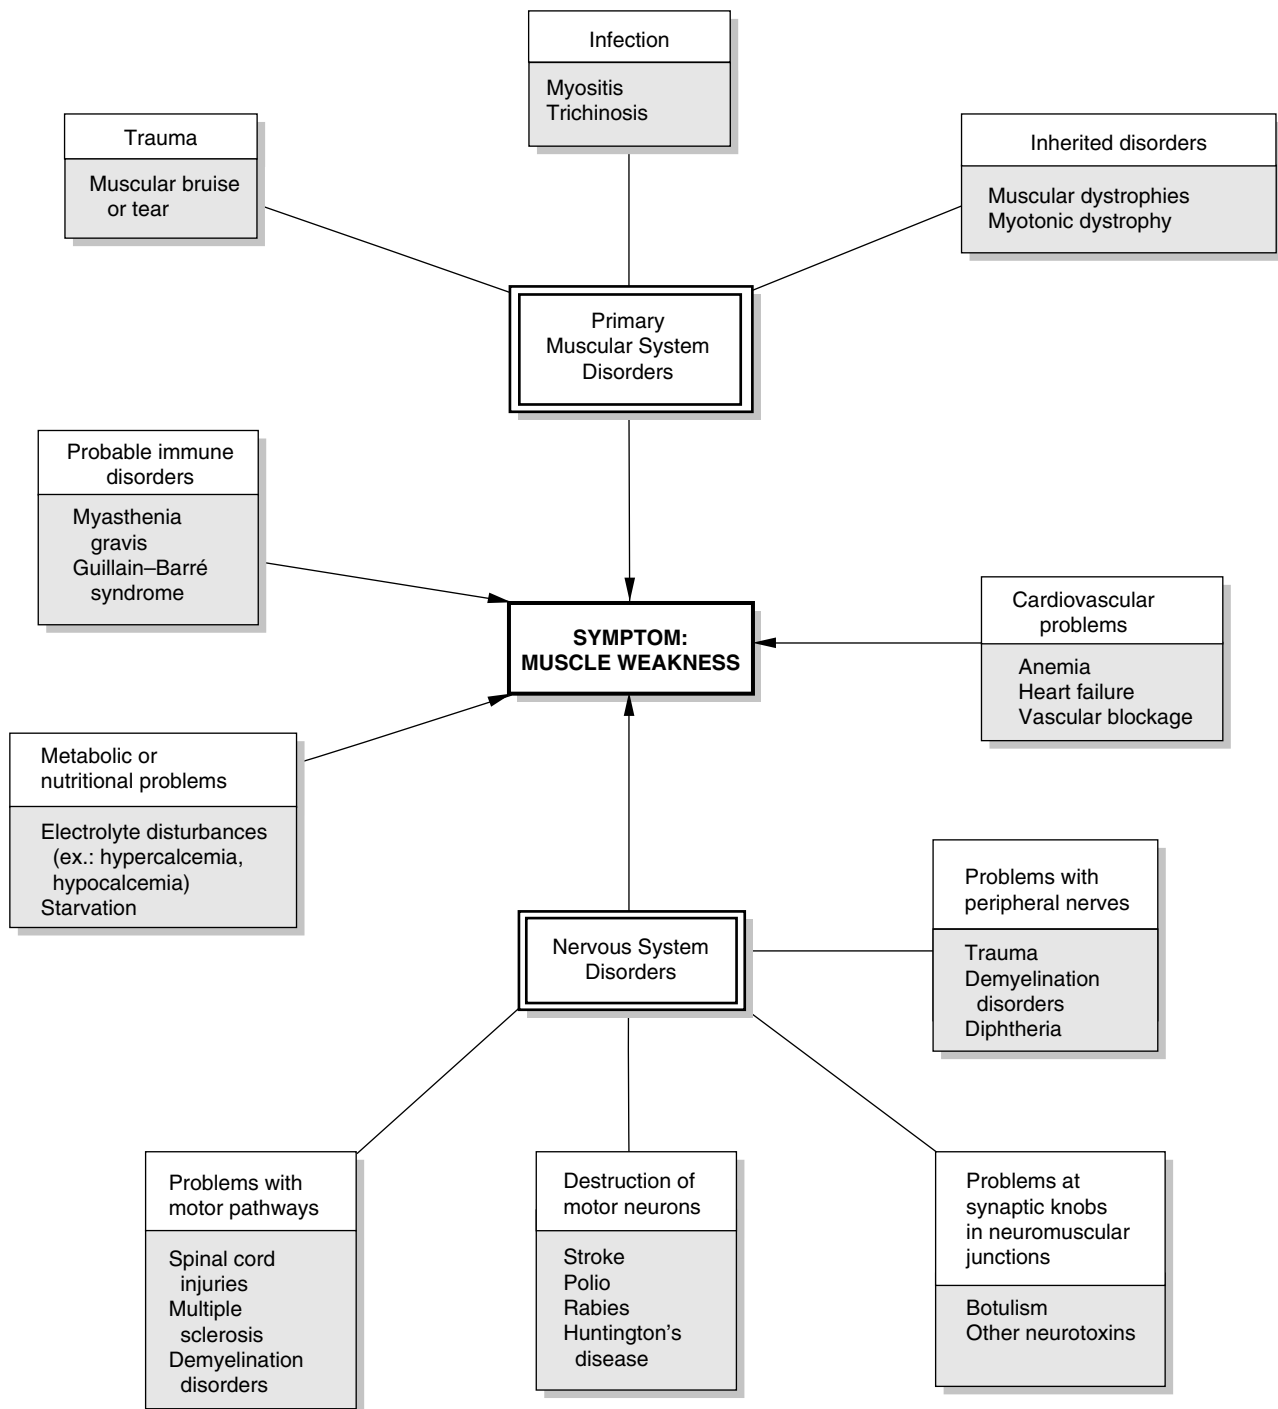 Infection
Myositis
Trichinosis
Trauma
Muscular bruise
or tear
Inherited disorders
Muscular dystrophies
Myotonic dystrophy
Primary
Muscular System
Disorders
Probable immune
disorders
Myasthenia
gravis
Guillain–Barré
syndrome
SYMPTOM:
MUSCLE WEAKNESS
Cardiovascular
problems
Anemia
Heart failure
Vascular blockage
Metabolic or
nutritional problems
Electrolyte disturbances
(ex.: hypercalcemia,
hypocalcemia)
Starvation
Nervous System
Disorders
Problems with
peripheral nerves
Trauma
Demyelination
disorders
Diphtheria
Problems with
motor pathways
Spinal cord
injuries
Multiple
sclerosis
Demyelination
disorders
Destruction of
motor neurons
Stroke
Polio
Rabies
Huntington's
disease
Problems at
synaptic knobs
in neuromuscular
junctions
Botulism
Other neurotoxins